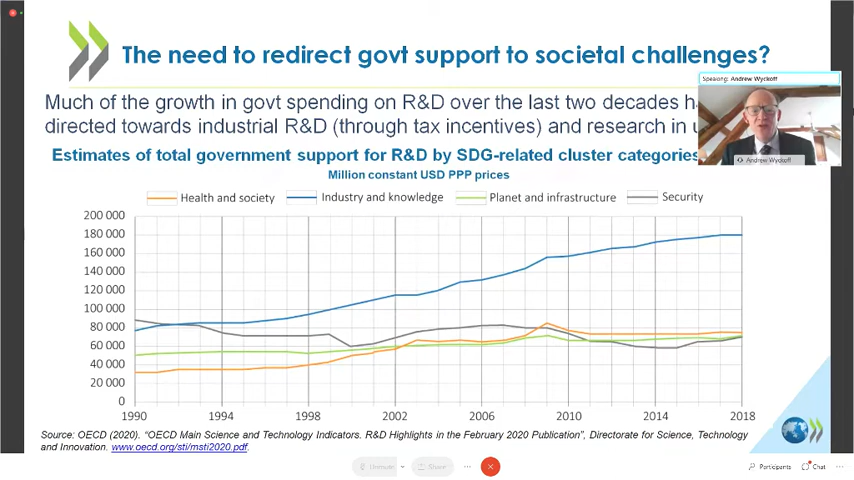 The need to redirect govt support to societal challenges?
Speaking: Andrew Wyckoff
Much of the growth in govt spending on R&D over the last two decades
directed towards industrial R&D (through tax incentives) and research in
Andrew Wyckoff
Estimates of total government support for R&D by SDG-related cluster categories
Million constant USD PPP prices
Health and society Industry and knowledge Planet and infrastructure Security
200 000
180 000
160 000
140 000
120 000
100 000
80 000
60 000
40 000
20 000
0
1990 1994 1998 2002 2006 2010 2014 2018
Source: OECD (2020). “OECD Main Science and Technology Indicators. R&D Highlights in the February 2020 Publication”, Directorate for Science, Technology
and Innovation. www.oecd.org/sti/msti2020.pdf.
Unmute Share Participants Chat